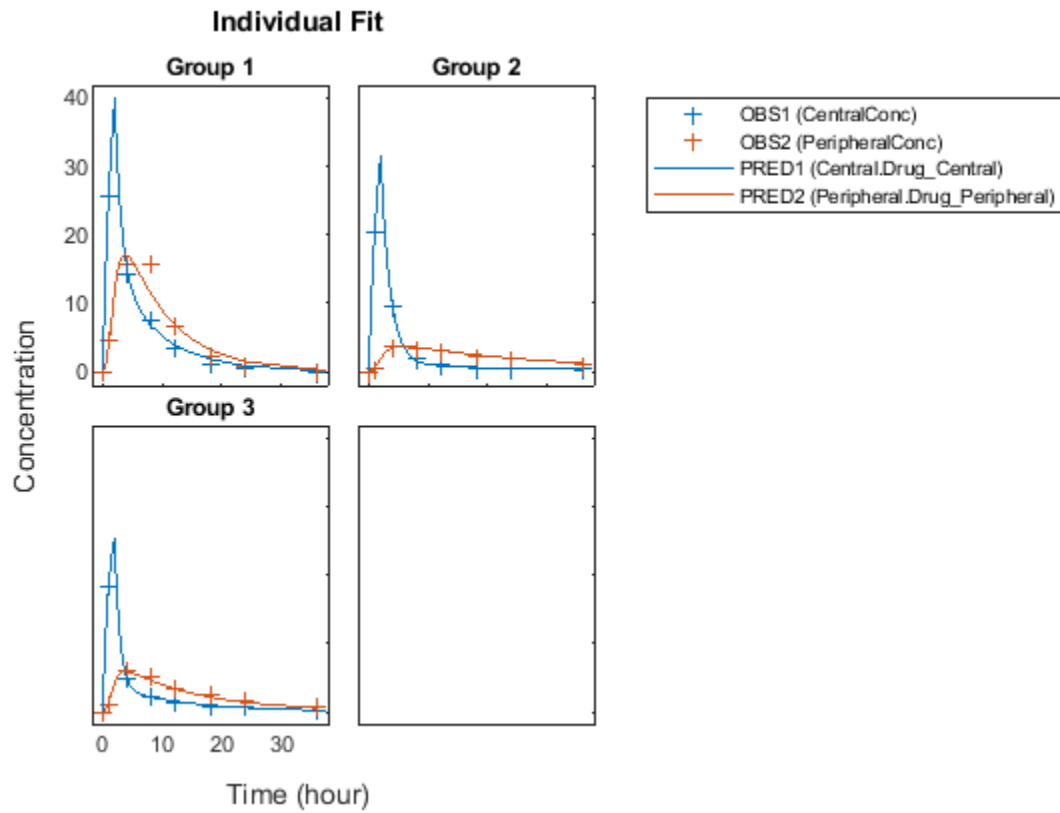 Individual Fit
Group 1
Group 2
40
30
20
10
0
OBS1 (CentralConc)
OBS2 (PeripheralConc)
PRED1 (Central.Drug_Central)
PRED2 (Peripheral.Drug_Peripheral)
Concentration
Group 3
0 10 20 30
Time (hour)